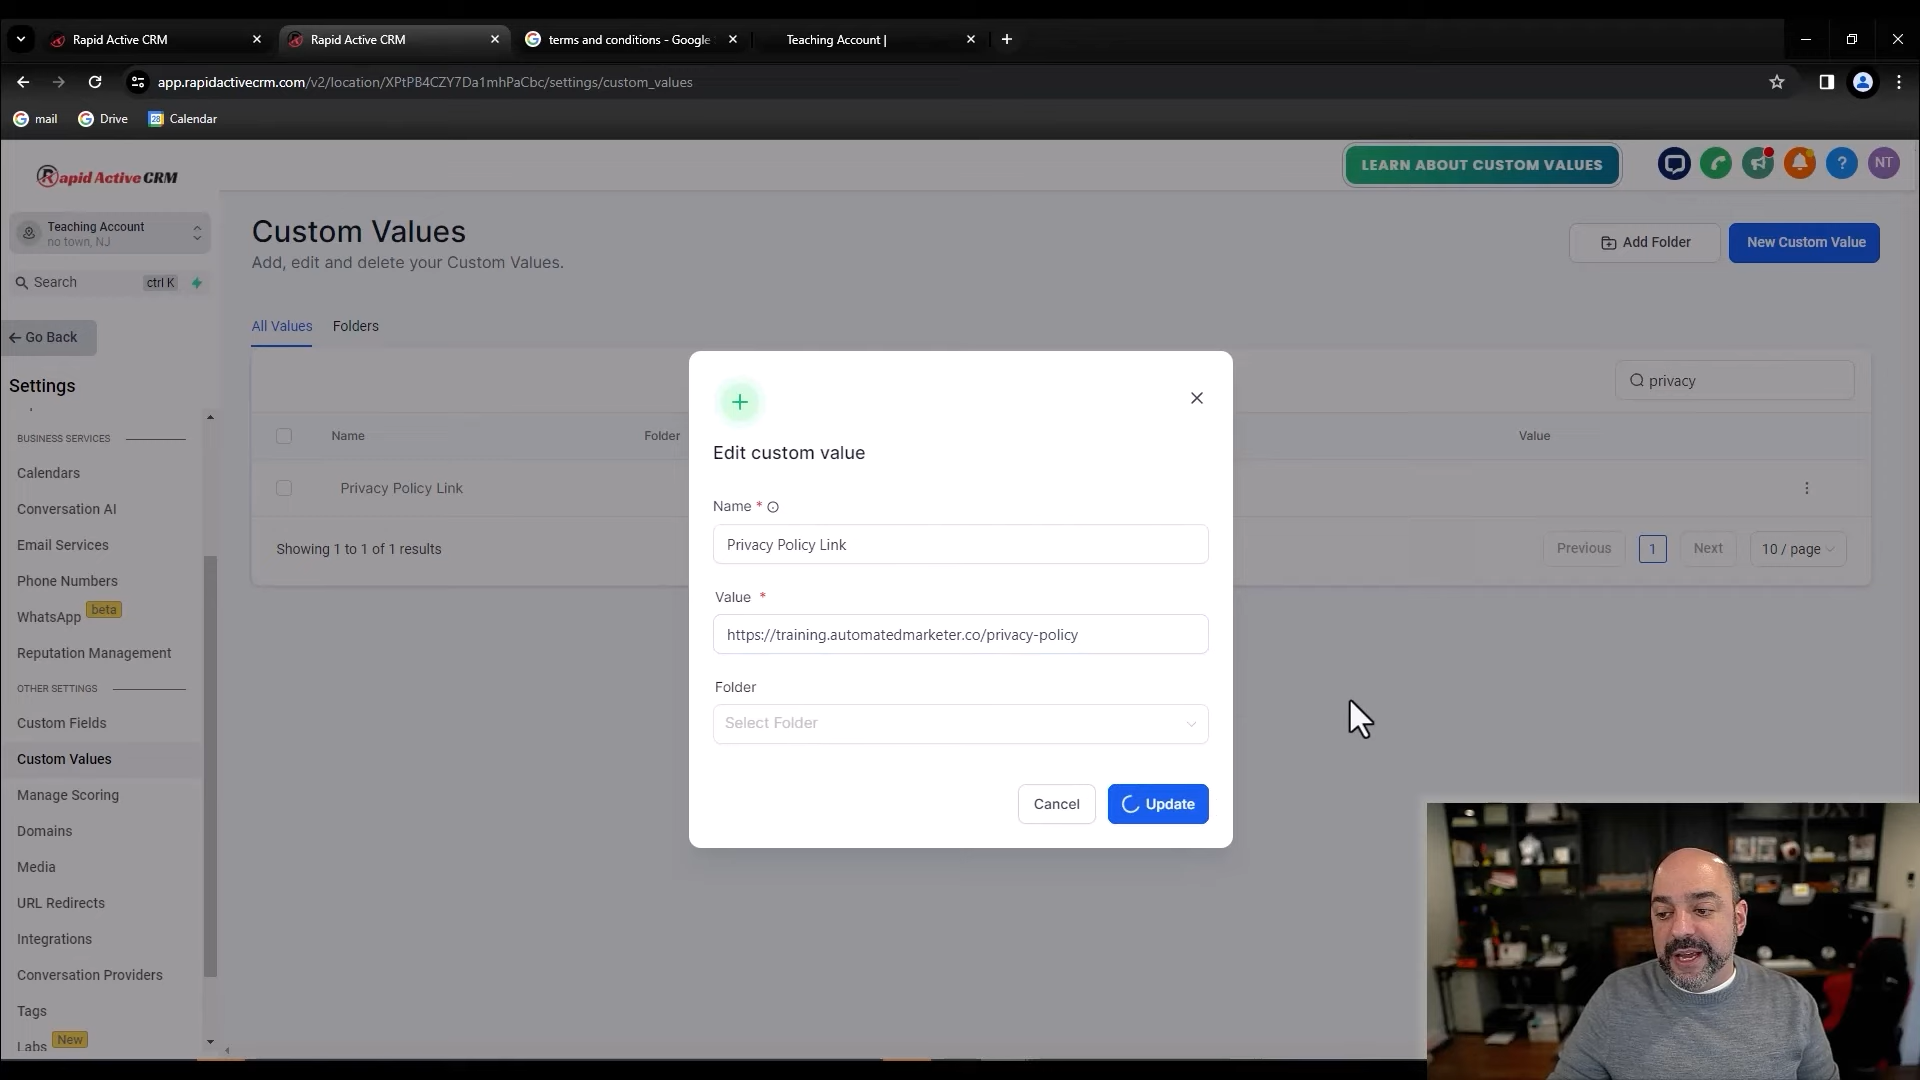 Rapid Active CRM
Rapid Active CRM
terms and conditions - Google
Teaching Account |
app.rapidactivecrm.com/v2/location/XPtPB4CZY7Da1mhPaCbc/settings/custom_values
mail
Drive
28
Calendar
Rapid Active CRM
LEARN ABOUT CUSTOM VALUES
?
NT
Teaching Account
no town, NJ
Search
ctrl K
Go Back
Settings
BUSINESS SERVICES
Calendars
Conversation AI
Email Services
Phone Numbers
WhatsApp beta
Reputation Management
OTHER SETTINGS
Custom Fields
Custom Values
Manage Scoring
Domains
Media
URL Redirects
Integrations
Conversation Providers
Tags
Labs New
Custom Values
Add, edit and delete your Custom Values.
Add Folder
New Custom Value
All Values
Folders
privacy
Name
Folder
Value
Privacy Policy Link
Showing 1 to 1 of 1 results
Previous
1
Next
10 / page
Edit custom value
Name *
Privacy Policy Link
Value *
https://training.automatedmarketer.co/privacy-policy
Folder
Select Folder
Cancel
Update